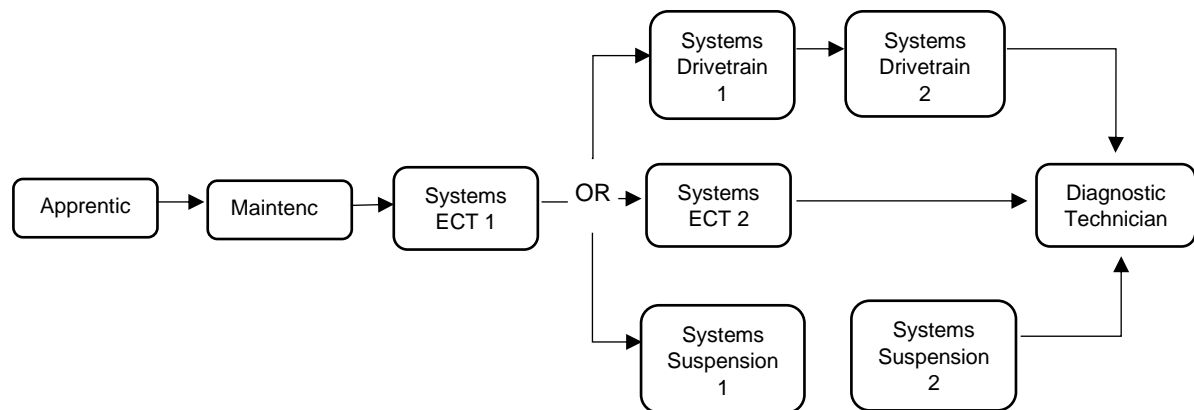 Systems
Drivetrain
1
Systems
Drivetrain
2
Apprentic
Maintenc
Systems
ECT 1
OR
Systems
ECT 2
Diagnostic
Technician
Systems
Suspension
1
Systems
Suspension
2